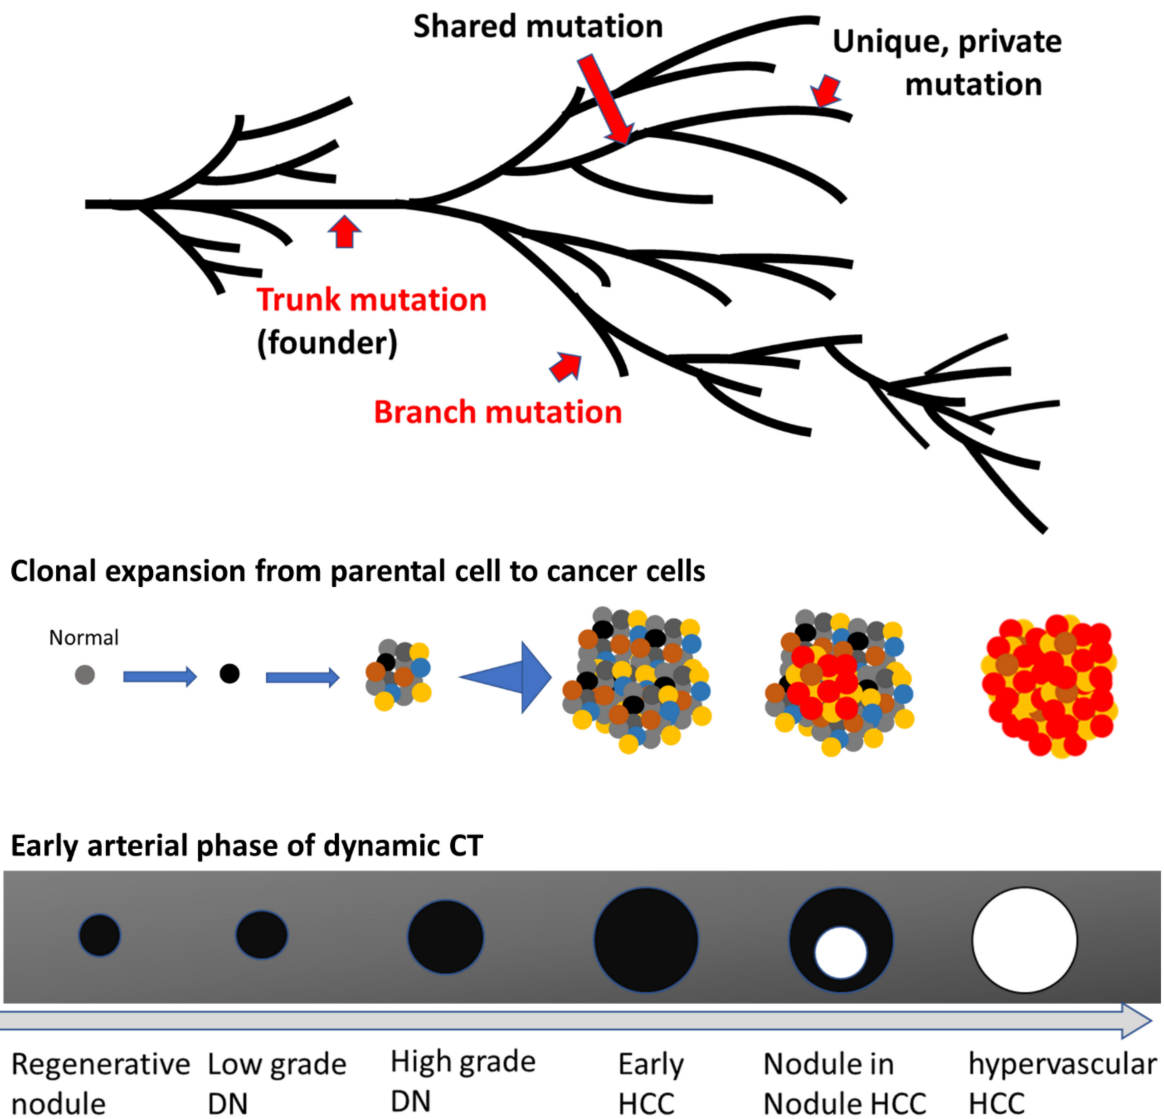 Shared mutation
Unique, private
mutation
Trunk mutation
(founder)
Branch mutation
Clonal expansion from parental cell to cancer cells
Normal
Early arterial phase of dynamic CT
Regenerative
nodule
Low grade
DN
High grade
DN
Early
HCC
Nodule in
Nodule HCC
hypervascular
HCC